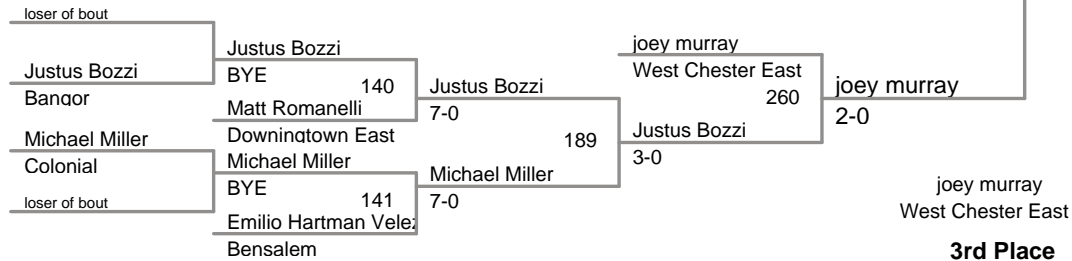 loser of bout
Justus Bozzi
Bangor
Michael Miller
Colonial
loser of bout
Justus Bozzi
BYE
140
Matt Romanelli
Downingtown East
Michael Miller
BYE
141
Emilio Hartman Velez
Bensalem
Justus Bozzi
7-0
189
Michael Miller
7-0
joey murray
West Chester East
260
Justus Bozzi
3-0
joey murray
2-0
joey murray
West Chester East
3rd Place